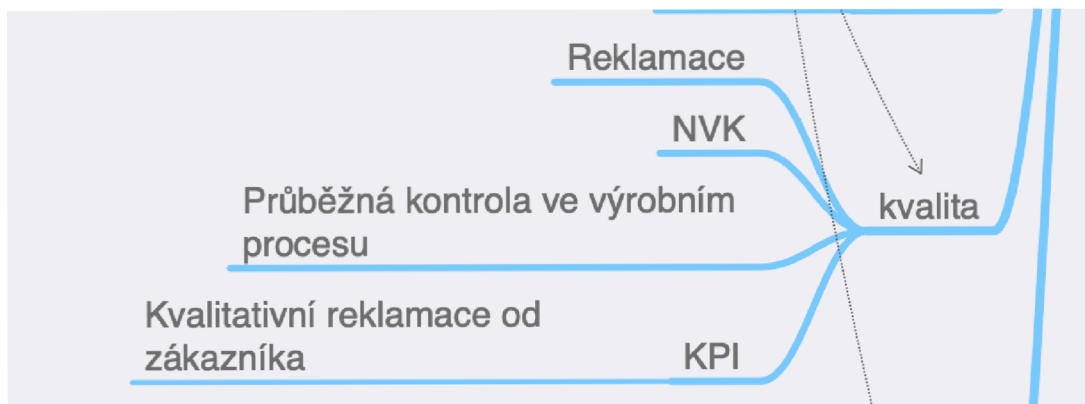 Reklamace
NVK
Průběžná kontrola ve výrobním
procesu
kvalita
Kvalitativní reklamace od
zákazníka
KPI